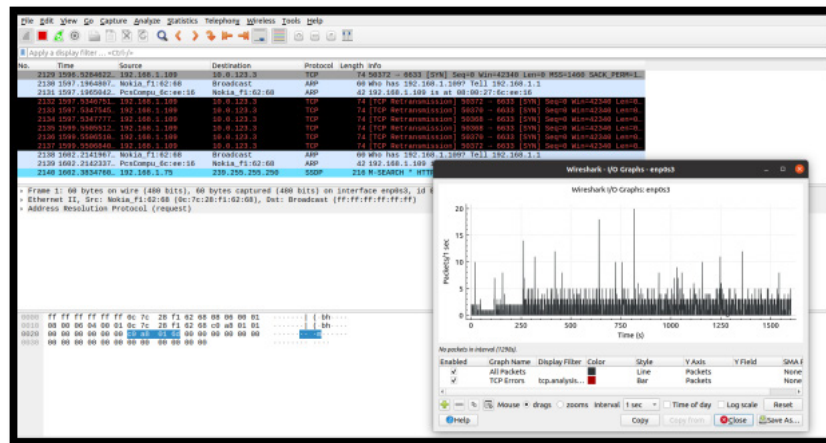 File Edit View Go Capture Analyze Statistics Telephony Wireless Tools Help
Apply a display filter ... <Ctrl-/>
No. Time Source Destination Protocol Length Info
2129 1596.5264622… 192.168.1.109 10.0.123.3 TCP 74 50372 → 6633 [SYN] Seq=0 Win=42340 Len=0 MSS=1460 SACK_PERM=1…
2130 1597.1964807… Nokia_f1:62:68 Broadcast ARP 60 Who has 192.168.1.109? Tell 192.168.1.1
2131 1597.1965042… PcsCompu_6c:ee:16 Nokia_f1:62:68 ARP 42 192.168.1.109 is at 08:00:27:6c:ee:16
2132 1597.5346751… 192.168.1.109 10.0.123.3 TCP 74 [TCP Retransmission] 50372 → 6633 [SYN] Seq=0 Win=42340 Len=0…
2133 1597.5347545… 192.168.1.109 10.0.123.3 TCP 74 [TCP Retransmission] 50370 → 6633 [SYN] Seq=0 Win=42340 Len=0…
2134 1597.5347777… 192.168.1.109 10.0.123.3 TCP 74 [TCP Retransmission] 50368 → 6633 [SYN] Seq=0 Win=42340 Len=0…
2135 1599.5506512… 192.168.1.109 10.0.123.3 TCP 74 [TCP Retransmission] 50368 → 6633 [SYN] Seq=0 Win=42340 Len=0…
2136 1599.5506510… 192.168.1.109 10.0.123.3 TCP 74 [TCP Retransmission] 50370 → 6633 [SYN] Seq=0 Win=42340 Len=0…
2137 1599.5506840… 192.168.1.109 10.0.123.3 TCP 74 [TCP Retransmission] 50372 → 6633 [SYN] Seq=0 Win=42340 Len=0…
2138 1602.2141967… Nokia_f1:62:68 Broadcast ARP 60 Who has 192.168.1.109? Tell 192.168.1.1
2139 1602.2142337… PcsCompu_6c:ee:16 Nokia_f1:62:68 ARP 42 192.168.1.109 is
2140 1602.3834760… 192.168.1.75 239.255.255.250 SSDP 216 M-SEARCH * HTT
Frame 1: 60 bytes on wire (480 bits), 60 bytes captured (480 bits) on interface enp0s3, id
Ethernet II, Src: Nokia_f1:62:68 (0c:7c:28:f1:62:68), Dst: Broadcast (ff:ff:ff:ff:ff:ff)
Address Resolution Protocol (request)
0000 ff ff ff ff ff ff 0c 7c 28 f1 62 68 08 06 00 01
0010 08 00 06 04 00 01 0c 7c 28 f1 62 68 c0 a8 01 01
0020 00 00 00 00 00 00 c0 a8 01 6d 00 00 00 00 00 00
0030 00 00 00 00 00 00 00 00 00 00 00 00
Wireshark · I/O Graphs · enp0s3
Wireshark I/O Graphs: enp0s3
Packets/1 sec
20
15
10
5
0
0 250 500 750 1000 1250 1500
Time (s)
No packets in interval (1290s).
Enabled Graph Name Display Filter Color Style Y Axis Y Field SMA P
All Packets Line Packets None
TCP Errors tcp.analysis… Bar Packets None
Mouse drags zooms Interval 1 sec Time of day Log scale Reset
Help Copy Copy from Close Save As…